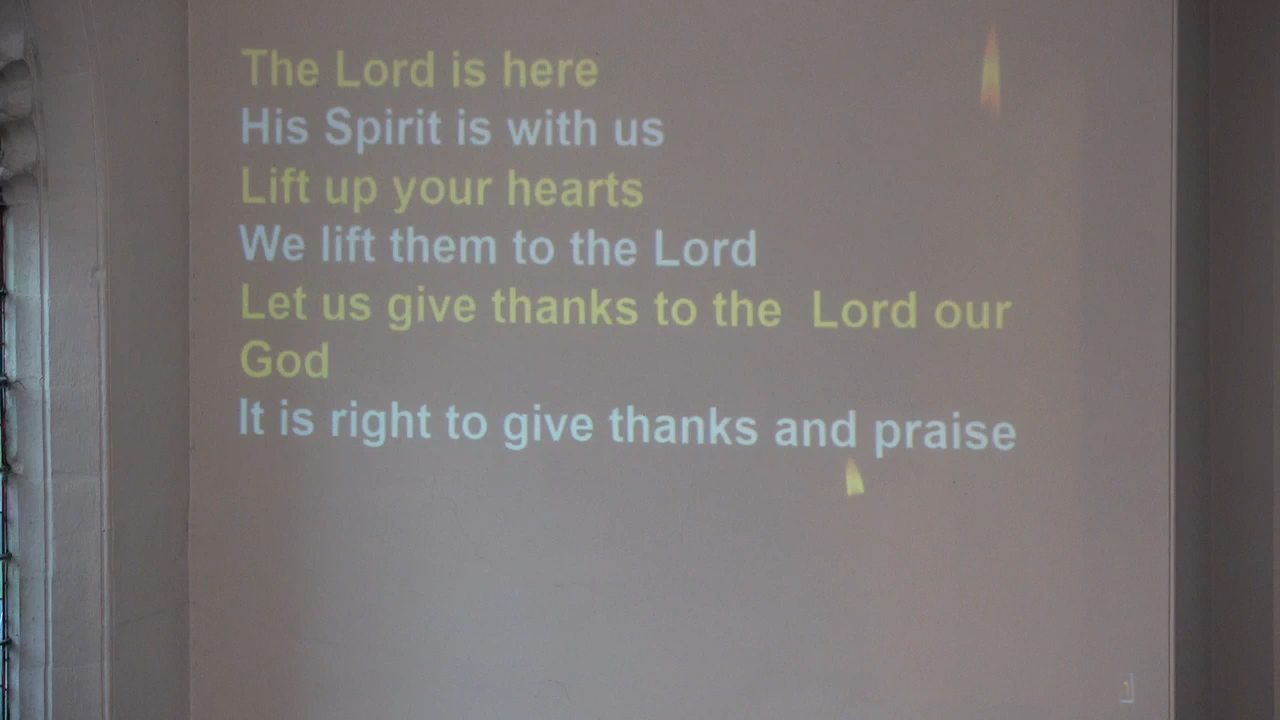 The Lord is here
His Spirit is with us
Lift up your hearts
We lift them to the Lord
Let us give thanks to the  Lord our
God
It is right to give thanks and praise
1